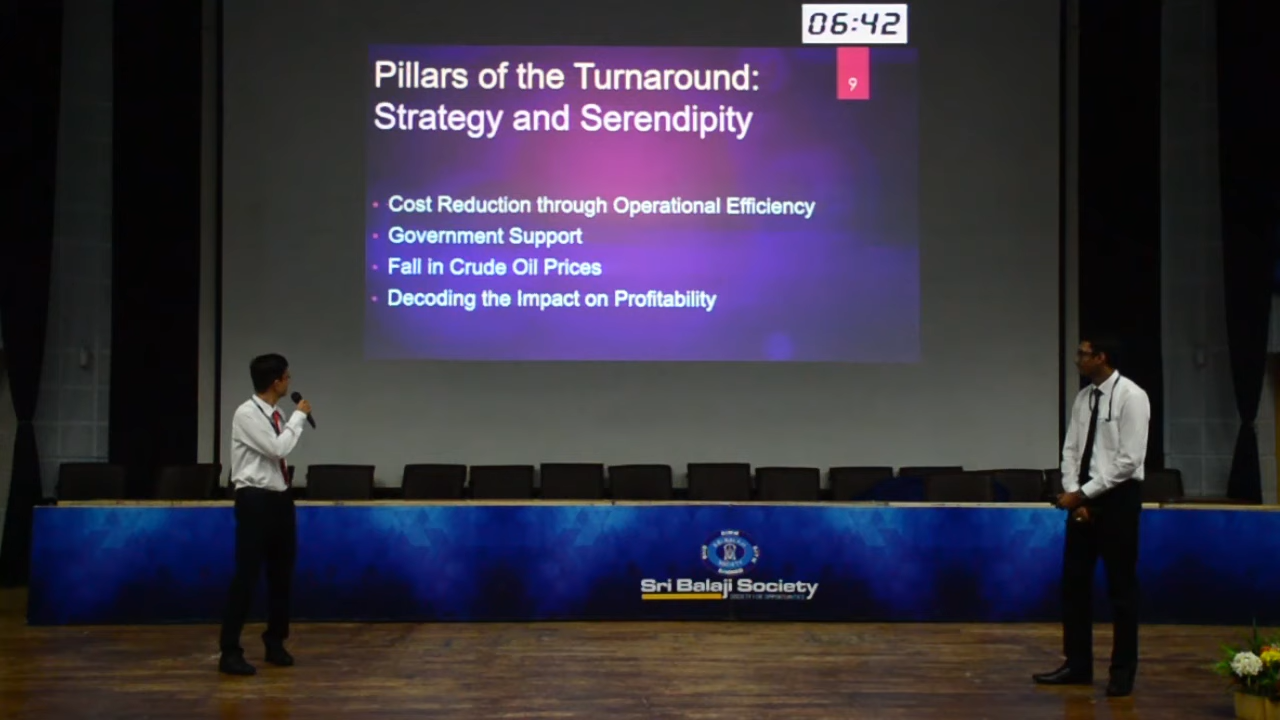 06:42
9
Pillars of the Turnaround:
Strategy and Serendipity
• Cost Reduction through Operational Efficiency
• Government Support
• Fall in Crude Oil Prices
• Decoding the Impact on Profitability
Sri Balaji Society